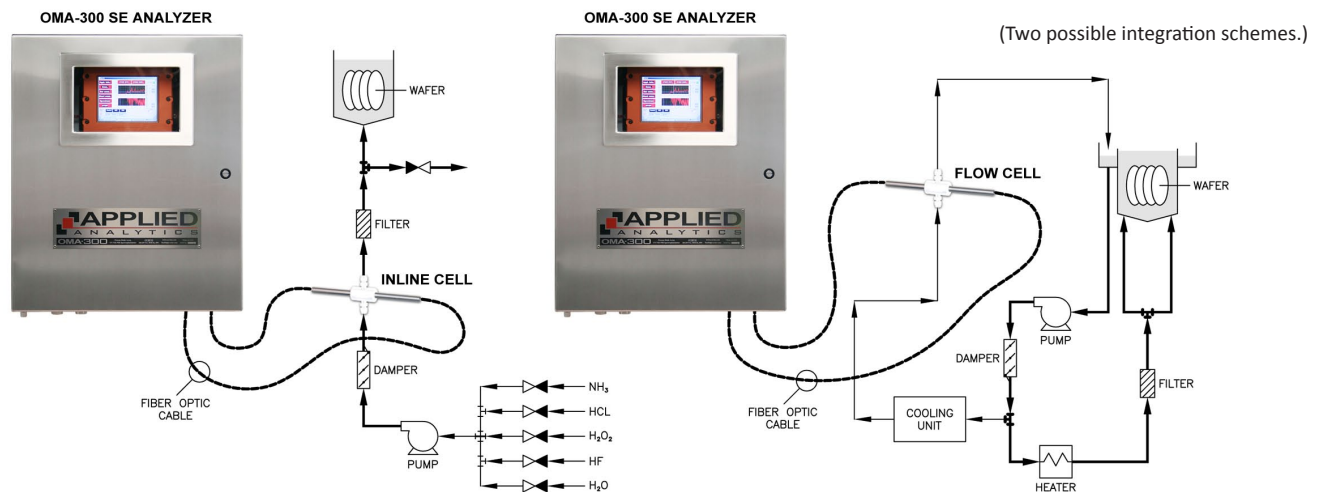 OMA-300 SE ANALYZER
WAFER
FILTER
INLINE CELL
DAMPER
FIBER OPTIC
CABLE
PUMP
NH₃
HCL
H₂O₂
HF
H₂O
APPLIED
ANALYTICS
OMA-300
OMA-300 SE ANALYZER
(Two possible integration schemes.)
FLOW CELL
WAFER
PUMP
DAMPER
FILTER
COOLING
UNIT
HEATER
FIBER OPTIC
CABLE
APPLIED
ANALYTICS
OMA-300